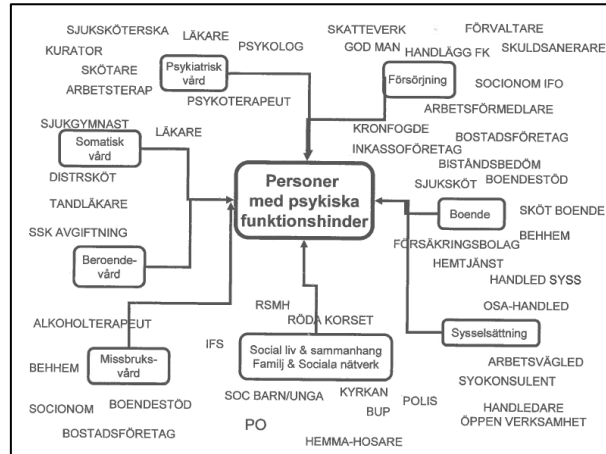 SJUKSKÖTERSKA
LÄKARE
KURATOR
PSYKOLOG
SKÖTARE
Psykiatrisk
vård
ARBETSTERAP
PSYKOTERAPEUT
SKATTEVERK
FÖRVALTARE
GOD MAN
HANDLÄGG FK
SKULDSANERARE
Försörjning
SOCIONOM IFO
ARBETSFÖRMEDLARE
KRONFOGDE
BOSTADSFÖRETAG
INKASSOFÖRETAG
BISTÅNDSBEDÖM
SJUKSKÖT
BOENDESTÖD
SJUKGYMNAST
LÄKARE
Somatisk
vård
DISTRSKÖT
TANDLÄKARE
SSK AVGIFTNING
Beroende-
vård
Personer
med psykiska
funktionshinder
Boende
SKÖT BOENDE
BEHHEM
FÖRSÄKRINGSBOLAG
HEMTJÄNST
HANDLED SYSS
OSA-HANDLED
Sysselsättning
ARBETSVÄGLED
SYOKONSULENT
HANDLEDARE
ÖPPEN VERKSAMHET
ALKOHOLTERAPEUT
Missbruks-
vård
BEHHEM
SOCIONOM
BOENDESTÖD
BOSTADSFÖRETAG
RSMH
RÖDA KORSET
IFS
Social liv & sammanhang
Familj & Sociala nätverk
SOC BARN/UNGA
KYRKAN
BUP
POLIS
PO
HEMMA-HOSARE